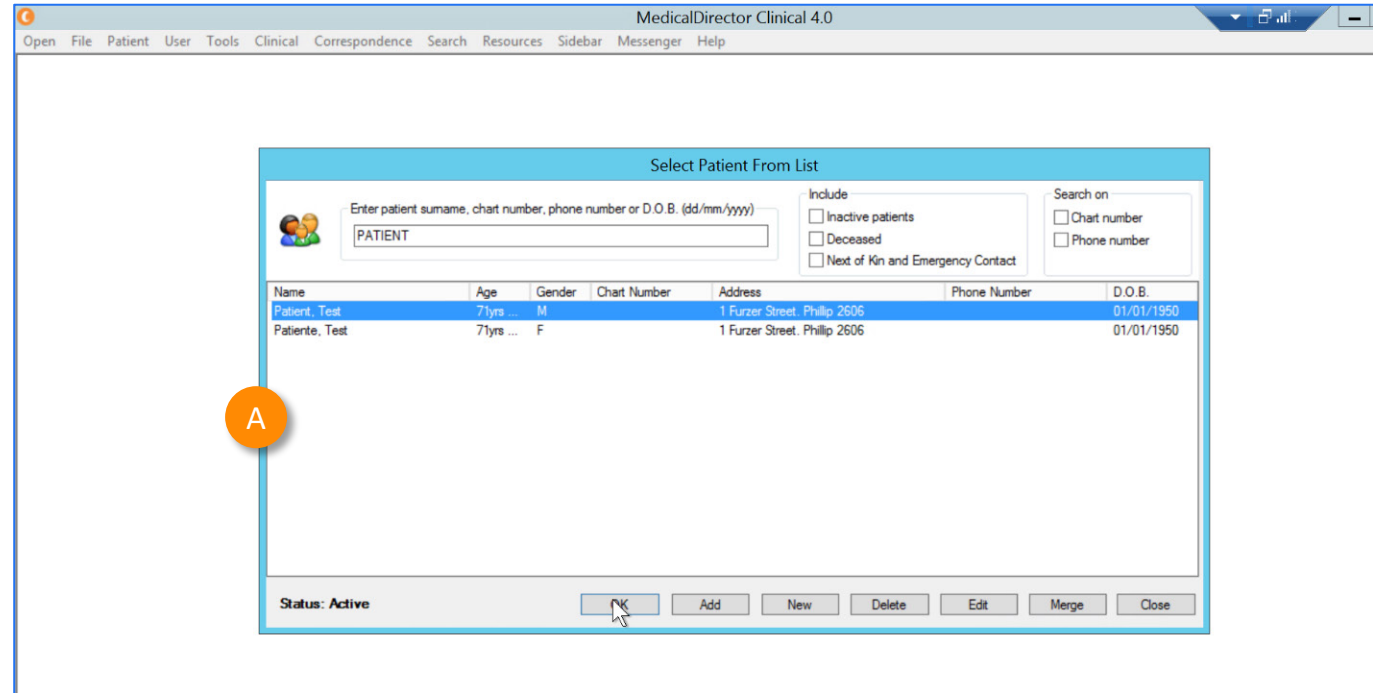 MedicalDirector Clinical 4.0
Open File Patient User Tools Clinical Correspondence Search Resources Sidebar Messenger Help
Select Patient From List
Enter patient surname, chart number, phone number or D.O.B. (dd/mm/yyyy)
PATIENT
Include
Inactive patients
Deceased
Next of Kin and Emergency Contact
Search on
Chart number
Phone number
Name Age Gender Chart Number Address Phone Number D.O.B.
Patient, Test 71yrs ... M 1 Furzer Street. Phillip 2606 01/01/1950
Patiente, Test 71yrs ... F 1 Furzer Street. Phillip 2606 01/01/1950
A
Status: Active OK Add New Delete Edit Merge Close